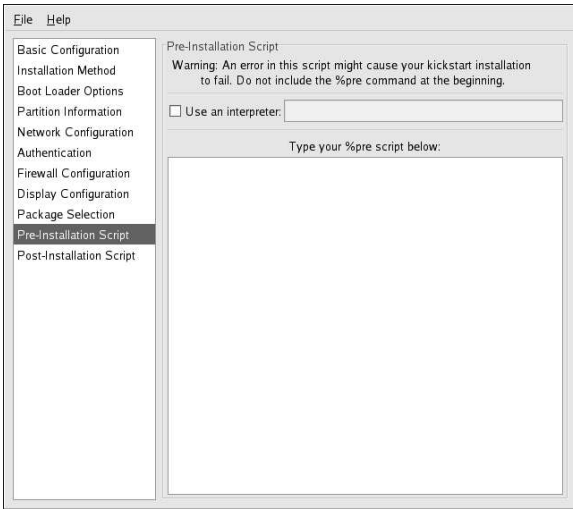 File Help
Basic Configuration
Installation Method
Boot Loader Options
Partition Information
Network Configuration
Authentication
Firewall Configuration
Display Configuration
Package Selection
Pre-Installation Script
Post-Installation Script
Pre-Installation Script
Warning: An error in this script might cause your kickstart installation
to fail. Do not include the %pre command at the beginning.
Use an interpreter:
Type your %pre script below: